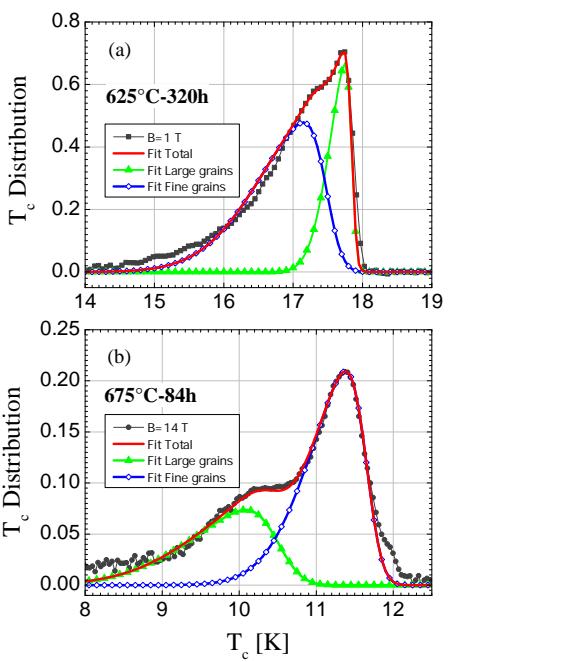 0.8
(a)
0.6
625°C-320h
0.4
B=1 T
Fit Total
Fit Large grains
Fit Fine grains
0.2
0.0
Tc Distribution
14 15 16 17 18 19
0.25
(b)
0.20
675°C-84h
0.15
B=14 T
Fit Total
Fit Large grains
Fit Fine grains
0.10
0.05
0.00
Tc Distribution
8 9 10 11 12
Tc [K]